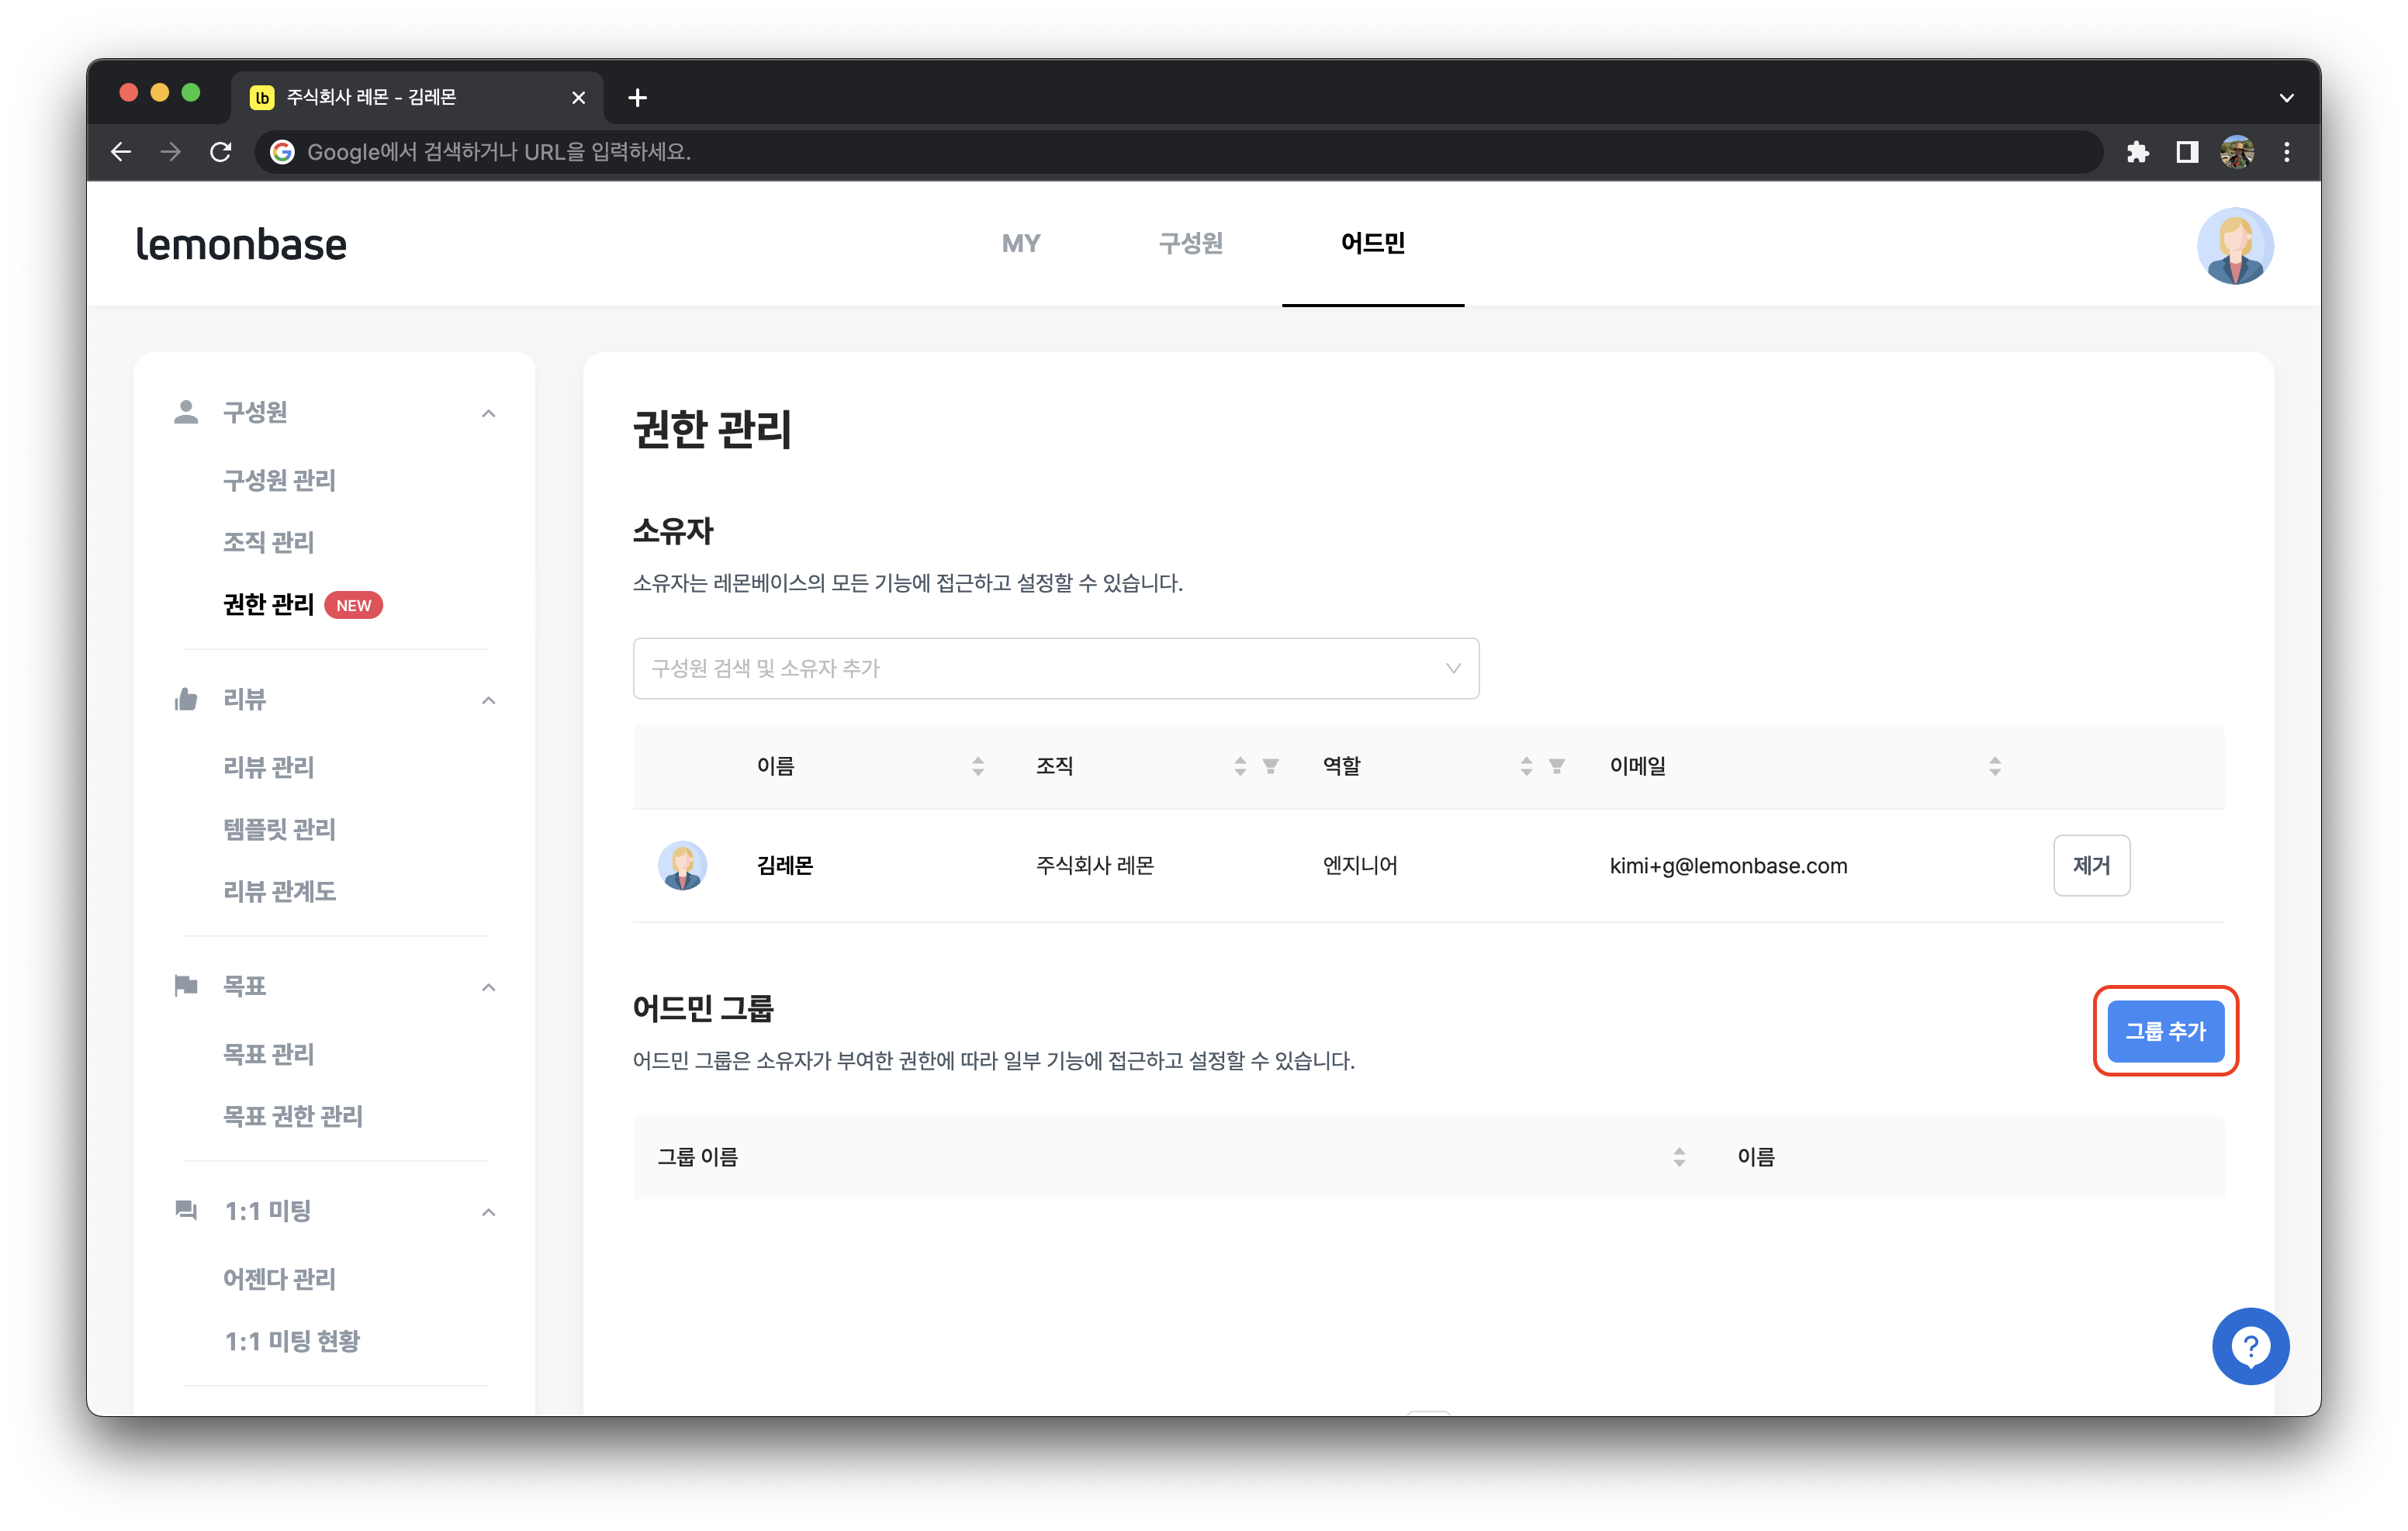 lb 주식회사 레몬 - 김레몬
Google에서 검색하거나 URL을 입력하세요.
lemonbase
MY 구성원 어드민
구성원
구성원 관리
조직 관리
권한 관리 NEW
리뷰
리뷰 관리
템플릿 관리
리뷰 관계도
목표
목표 관리
목표 권한 관리
1:1 미팅
어젠다 관리
1:1 미팅 현황
권한 관리
소유자
소유자는 레몬베이스의 모든 기능에 접근하고 설정할 수 있습니다.
구성원 검색 및 소유자 추가
이름 조직 역할 이메일
김레몬 주식회사 레몬 엔지니어 kimi+g@lemonbase.com 제거
어드민 그룹
그룹 추가
어드민 그룹은 소유자가 부여한 권한에 따라 일부 기능에 접근하고 설정할 수 있습니다.
그룹 이름 이름
?